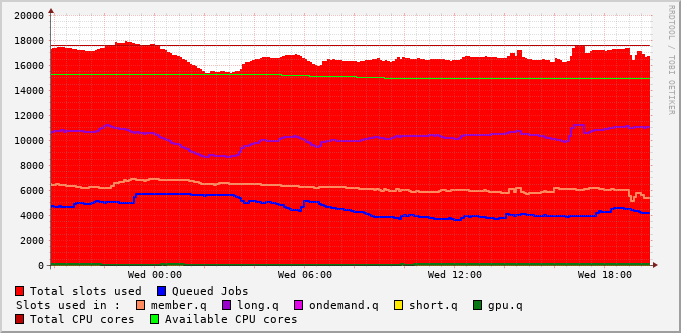 20000
18000
16000
14000
12000
10000
8000
6000
4000
2000
0
Wed 00:00 Wed 06:00 Wed 12:00 Wed 18:00
Total slots used Queued Jobs
Slots used in : member.q long.q ondemand.q short.q gpu.q
Total CPU cores Available CPU cores
RRDTOOL / TOBI OETIKER